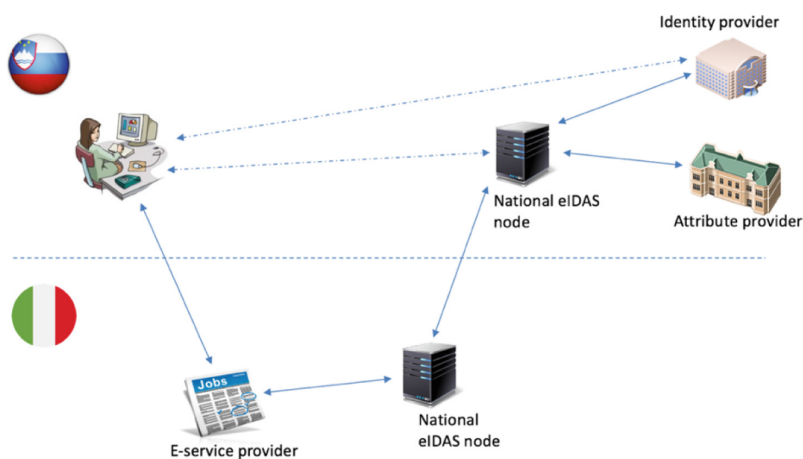 Identity provider
National eIDAS
node
Attribute provider
Jobs
National
eIDAS node
E-service provider